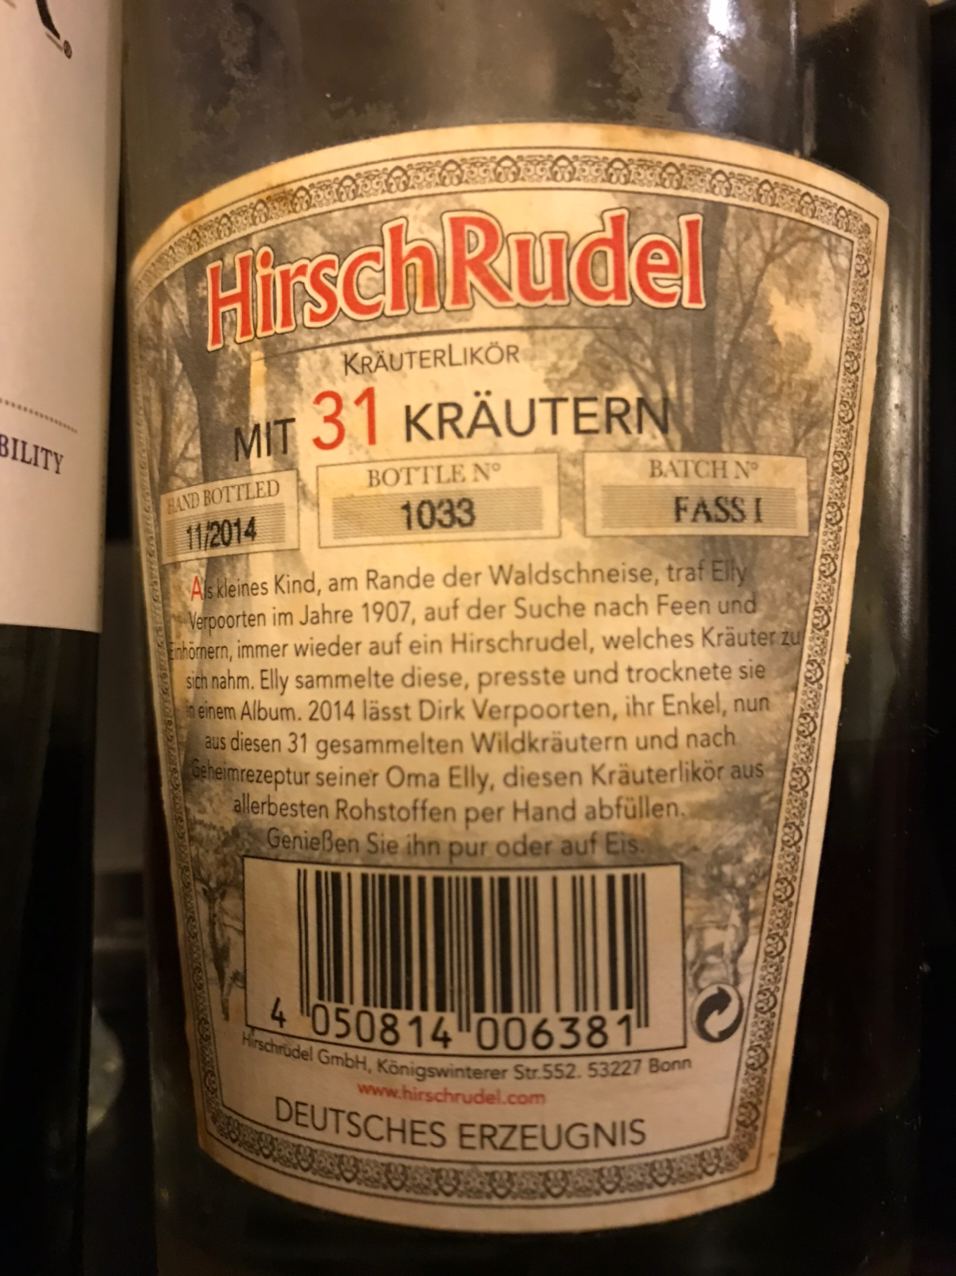 ®
BILITY
HirschRudel
KRÄUTERLIKÖR
MIT 31 KRÄUTERN
HAND BOTTLED
11/2014
BOTTLE N°
1033
BATCH N°
FASS I
Als kleines Kind, am Rande der Waldschneise, traf Elly
Verpoorten im Jahre 1907, auf der Suche nach Feen und
Einhörnern, immer wieder auf ein Hirschrudel, welches Kräuter zu
sich nahm. Elly sammelte diese, presste und trocknete sie
in einem Album. 2014 lässt Dirk Verpoorten, ihr Enkel, nun
aus diesen 31 gesammelten Wildkräutern und nach
Geheimrezeptur seiner Oma Elly, diesen Kräuterlikör aus
allerbesten Rohstoffen per Hand abfüllen.
Genießen Sie ihn pur oder auf Eis.
4 050814 006381
Hirschrudel GmbH, Königswinterer Str.552. 53227 Bonn
www.hirschrudel.com
DEUTSCHES ERZEUGNIS